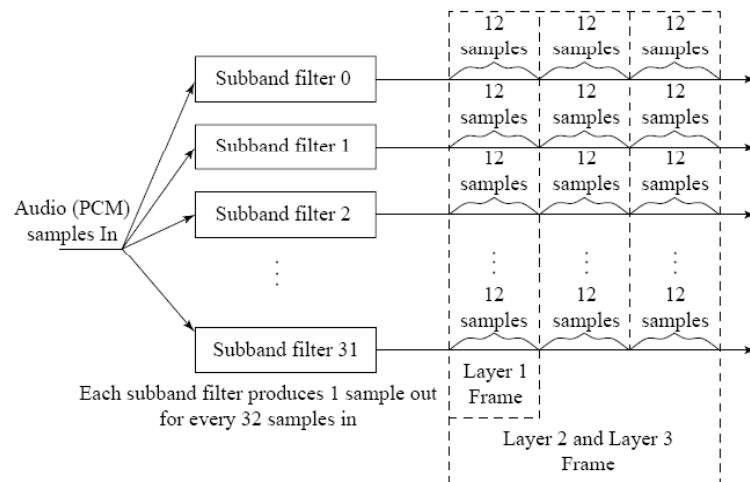 12 12 12
samples samples samples
Subband filter 0
12 12 12
samples samples samples
Subband filter 1
12 12 12
samples samples samples
Subband filter 2
Audio (PCM)
samples In
12 12 12
samples samples samples
Subband filter 31
Each subband filter produces 1 sample out
for every 32 samples in
Layer 1
Frame
Layer 2 and Layer 3
Frame